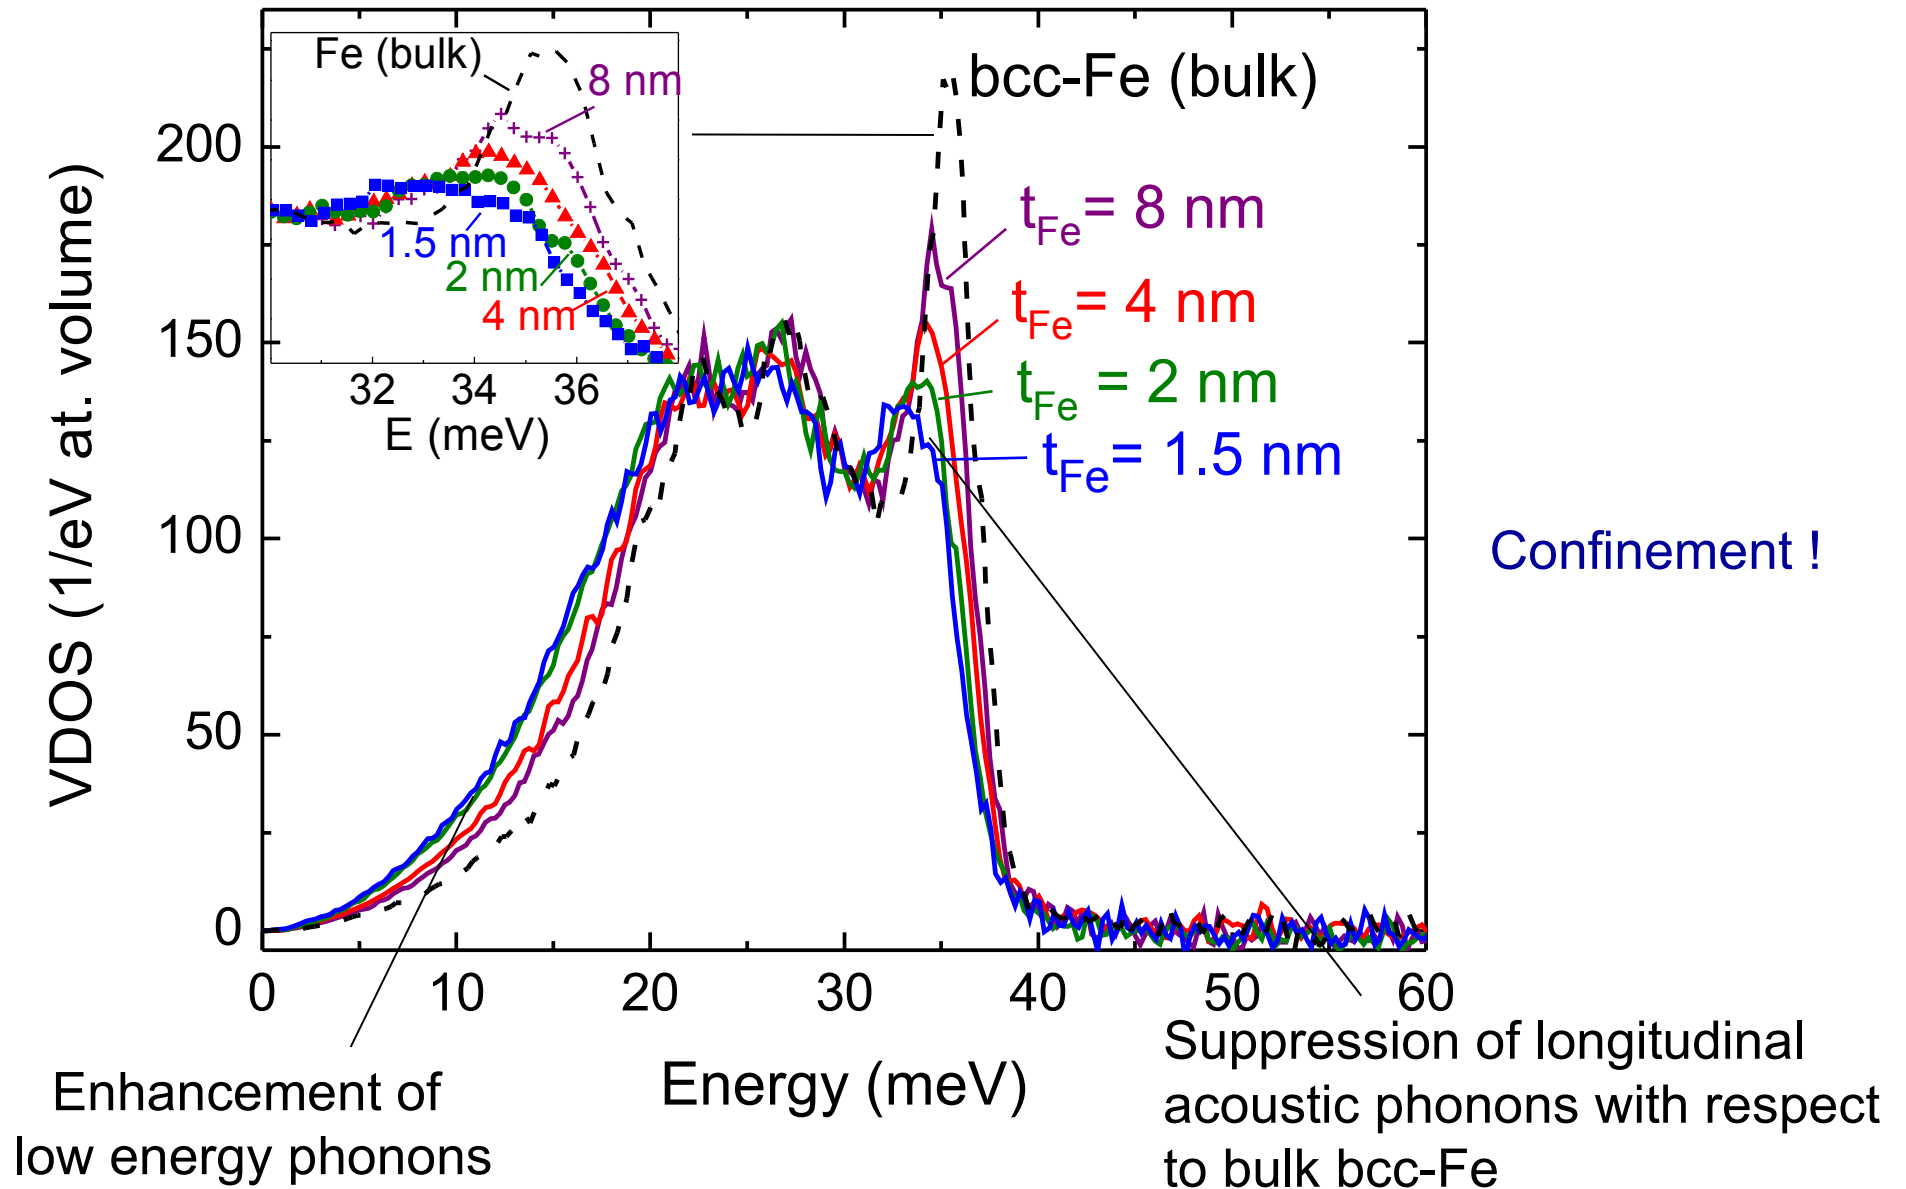 Fe (bulk)
8 nm
1.5 nm
2 nm
4 nm
32 34 36
E (meV)
bcc-Fe (bulk)
tFe= 8 nm
tFe= 4 nm
tFe = 2 nm
tFe= 1.5 nm
Confinement !
VDOS (1/eV at. volume)
200
150
100
50
0
0 10 20 30 40 50 60
Energy (meV)
Enhancement of
low energy phonons
Suppression of longitudinal
acoustic phonons with respect
to bulk bcc-Fe